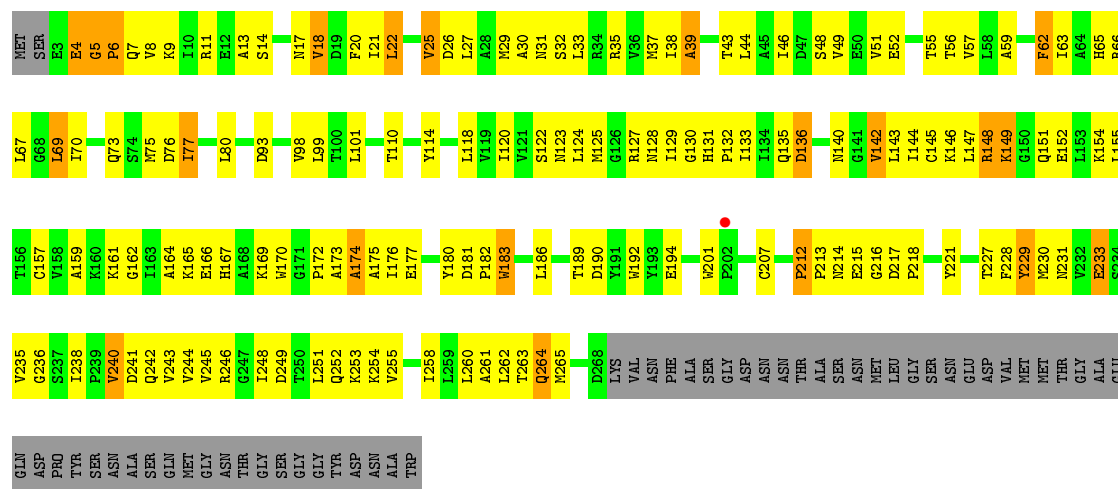 MET SER E3 E4 G5 P6 Q7 V8 K9 I10 R11 E12 A13 S14 N17 V18 D19 F20 I21 L22 V25 D26 L27 A28 M29 A30 N31 S32 L33 R34 R35 V36 M37 I38 A39 T43 L44 A45 I46 D47 S48 V49 E50 V51 E52 T55 T56 V57 L58 A59 F62 I63 A64 H65
L67 G68 L69 I70 Q73 S74 M75 D76 I77 L80 D93 V98 L99 T100 L101 T110 Y114 L118 V119 I120 V121 S122 N123 L124 M125 G126 R127 N128 I129 G130 H131 P132 I133 I134 Q135 D136 N140 G141 V142 L143 I144 C145 K146 L147 R148 K149 G150 Q151 E152 L153 K154
T156 C157 V158 A159 K160 K161 G162 I163 A164 K165 E166 H167 A168 K169 W170 G171 P172 A173 A174 A175 I176 E177 Y180 D181 P182 W183 L186 T189 D190 Y191 W192 Y193 E194 W201 P202 C207 P212 P213 N214 E215 G216 D217 P218 Y221 T227 F228 Y229 M230 N231 V232 E233
V235 G236 S237 I238 P239 V240 D241 Q242 V243 V244 V245 R246 G247 I248 D249 T250 L251 Q252 K253 K254 V255 I258 L259 L260 A261 L262 T263 Q264 M265 D268 LYS VAL ASN PHE ALA SER GLY ASP ASN ASN THR ALA SER ASN MET LEU GLY SER ASN GLU ASP VAL MET MET THR GLY ALA
GLN ASP PRO TYR SER ASN ALA SER GLN MET GLY ASN THR GLY SER GLY GLY TYR ASP ASN ALA TRP